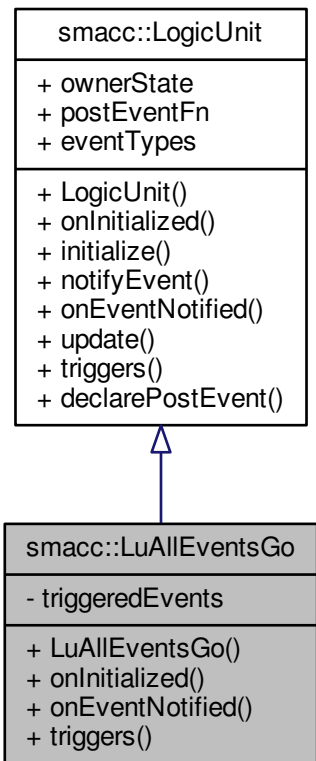 smacc::LogicUnit
+ ownerState
+ postEventFn
+ eventTypes
+ LogicUnit()
+ onInitialized()
+ initialize()
+ notifyEvent()
+ onEventNotified()
+ update()
+ triggers()
+ declarePostEvent()
smacc::LuAllEventsGo
- triggeredEvents
+ LuAllEventsGo()
+ onInitialized()
+ onEventNotified()
+ triggers()